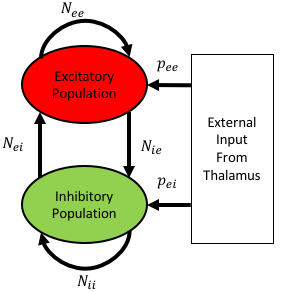 N_ee
Excitatory
Population
p_ee
External
Input
From
Thalamus
N_ei
N_ie
Inhibitory
Population
p_ei
N_ii